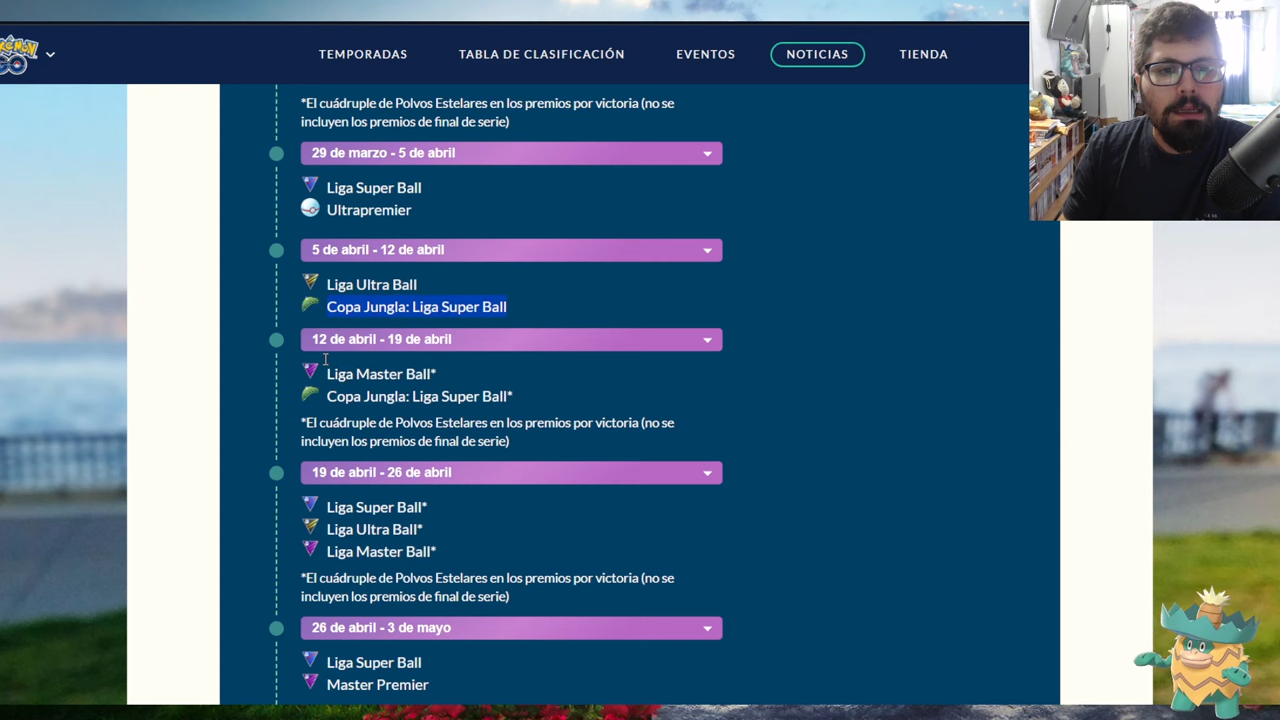 GO
TEMPORADAS
TABLA DE CLASIFICACIÓN
EVENTOS
NOTICIAS
TIENDA
*El cuádruple de Polvos Estelares en los premios por victoria (no se
incluyen los premios de final de serie)
29 de marzo - 5 de abril
Liga Super Ball
Ultrapremier
5 de abril - 12 de abril
Liga Ultra Ball
Copa Jungla: Liga Super Ball
12 de abril - 19 de abril
Liga Master Ball*
Copa Jungla: Liga Super Ball*
*El cuádruple de Polvos Estelares en los premios por victoria (no se
incluyen los premios de final de serie)
19 de abril - 26 de abril
Liga Super Ball*
Liga Ultra Ball*
Liga Master Ball*
*El cuádruple de Polvos Estelares en los premios por victoria (no se
incluyen los premios de final de serie)
26 de abril - 3 de mayo
Liga Super Ball
Master Premier